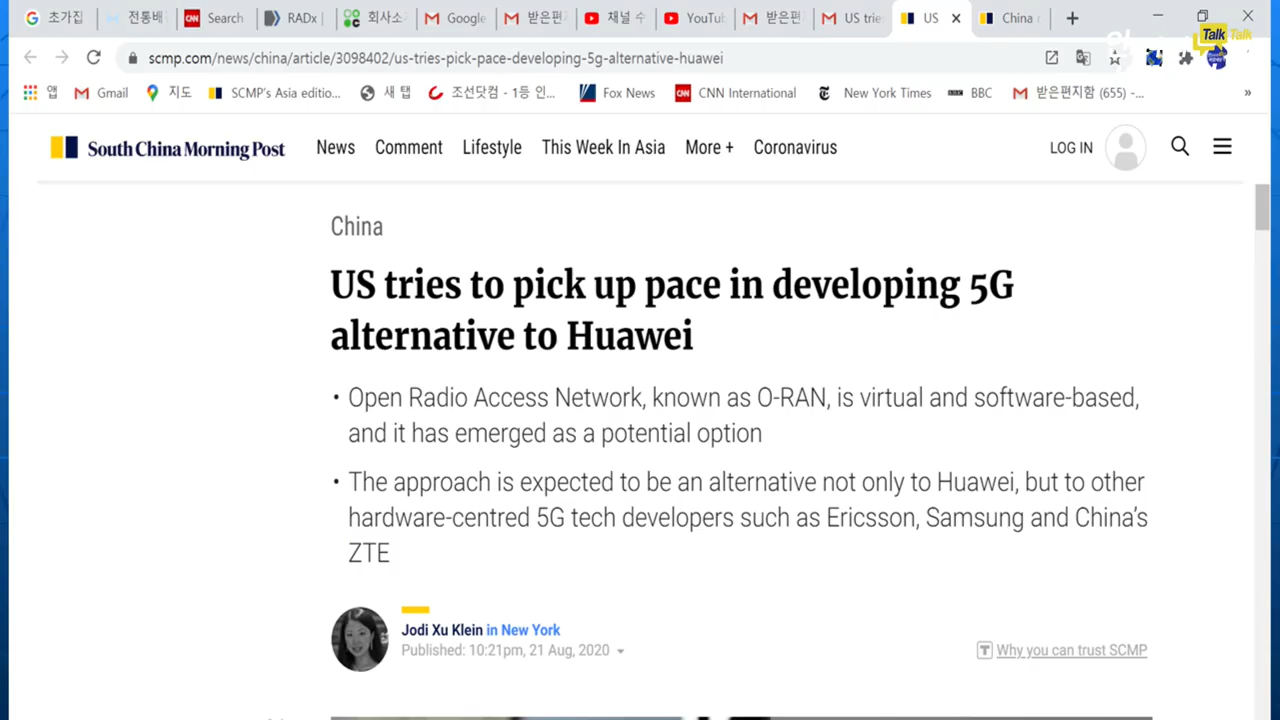 초가집
전통배
Search
RADx |
회사소
Google
받은편
채널 수
YouTu
받은편
US trie
US
China
Talk
Talk
scmp.com/news/china/article/3098402/us-tries-pick-pace-developing-5g-alternative-huawei
앱 Gmail 지도 SCMP's Asia editio... 새 탭 조선닷컴 - 1등 인... Fox News CNN International New York Times BBC 받은편지함 (655) -... »
South China Morning Post News Comment Lifestyle This Week In Asia More + Coronavirus LOG IN
China
US tries to pick up pace in developing 5G
alternative to Huawei
• Open Radio Access Network, known as O-RAN, is virtual and software-based,
and it has emerged as a potential option
• The approach is expected to be an alternative not only to Huawei, but to other
hardware-centred 5G tech developers such as Ericsson, Samsung and China’s
ZTE
Jodi Xu Klein in New York
Published: 10:21pm, 21 Aug, 2020
Why you can trust SCMP